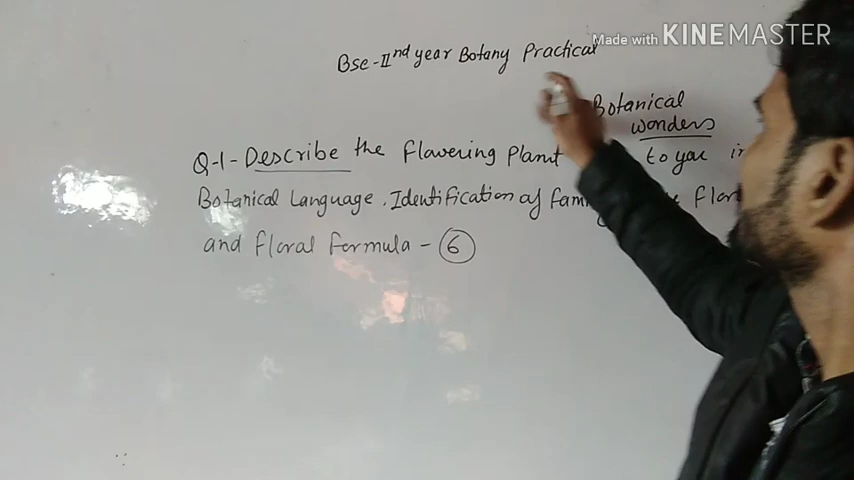 Made with KINEMASTER
Bsc-IInd year Botany Practical
Botanical
wonders
Q-1- Describe the flowering Plant to you in
Botanical Language. Identification of fam flor
and floral formula - 6